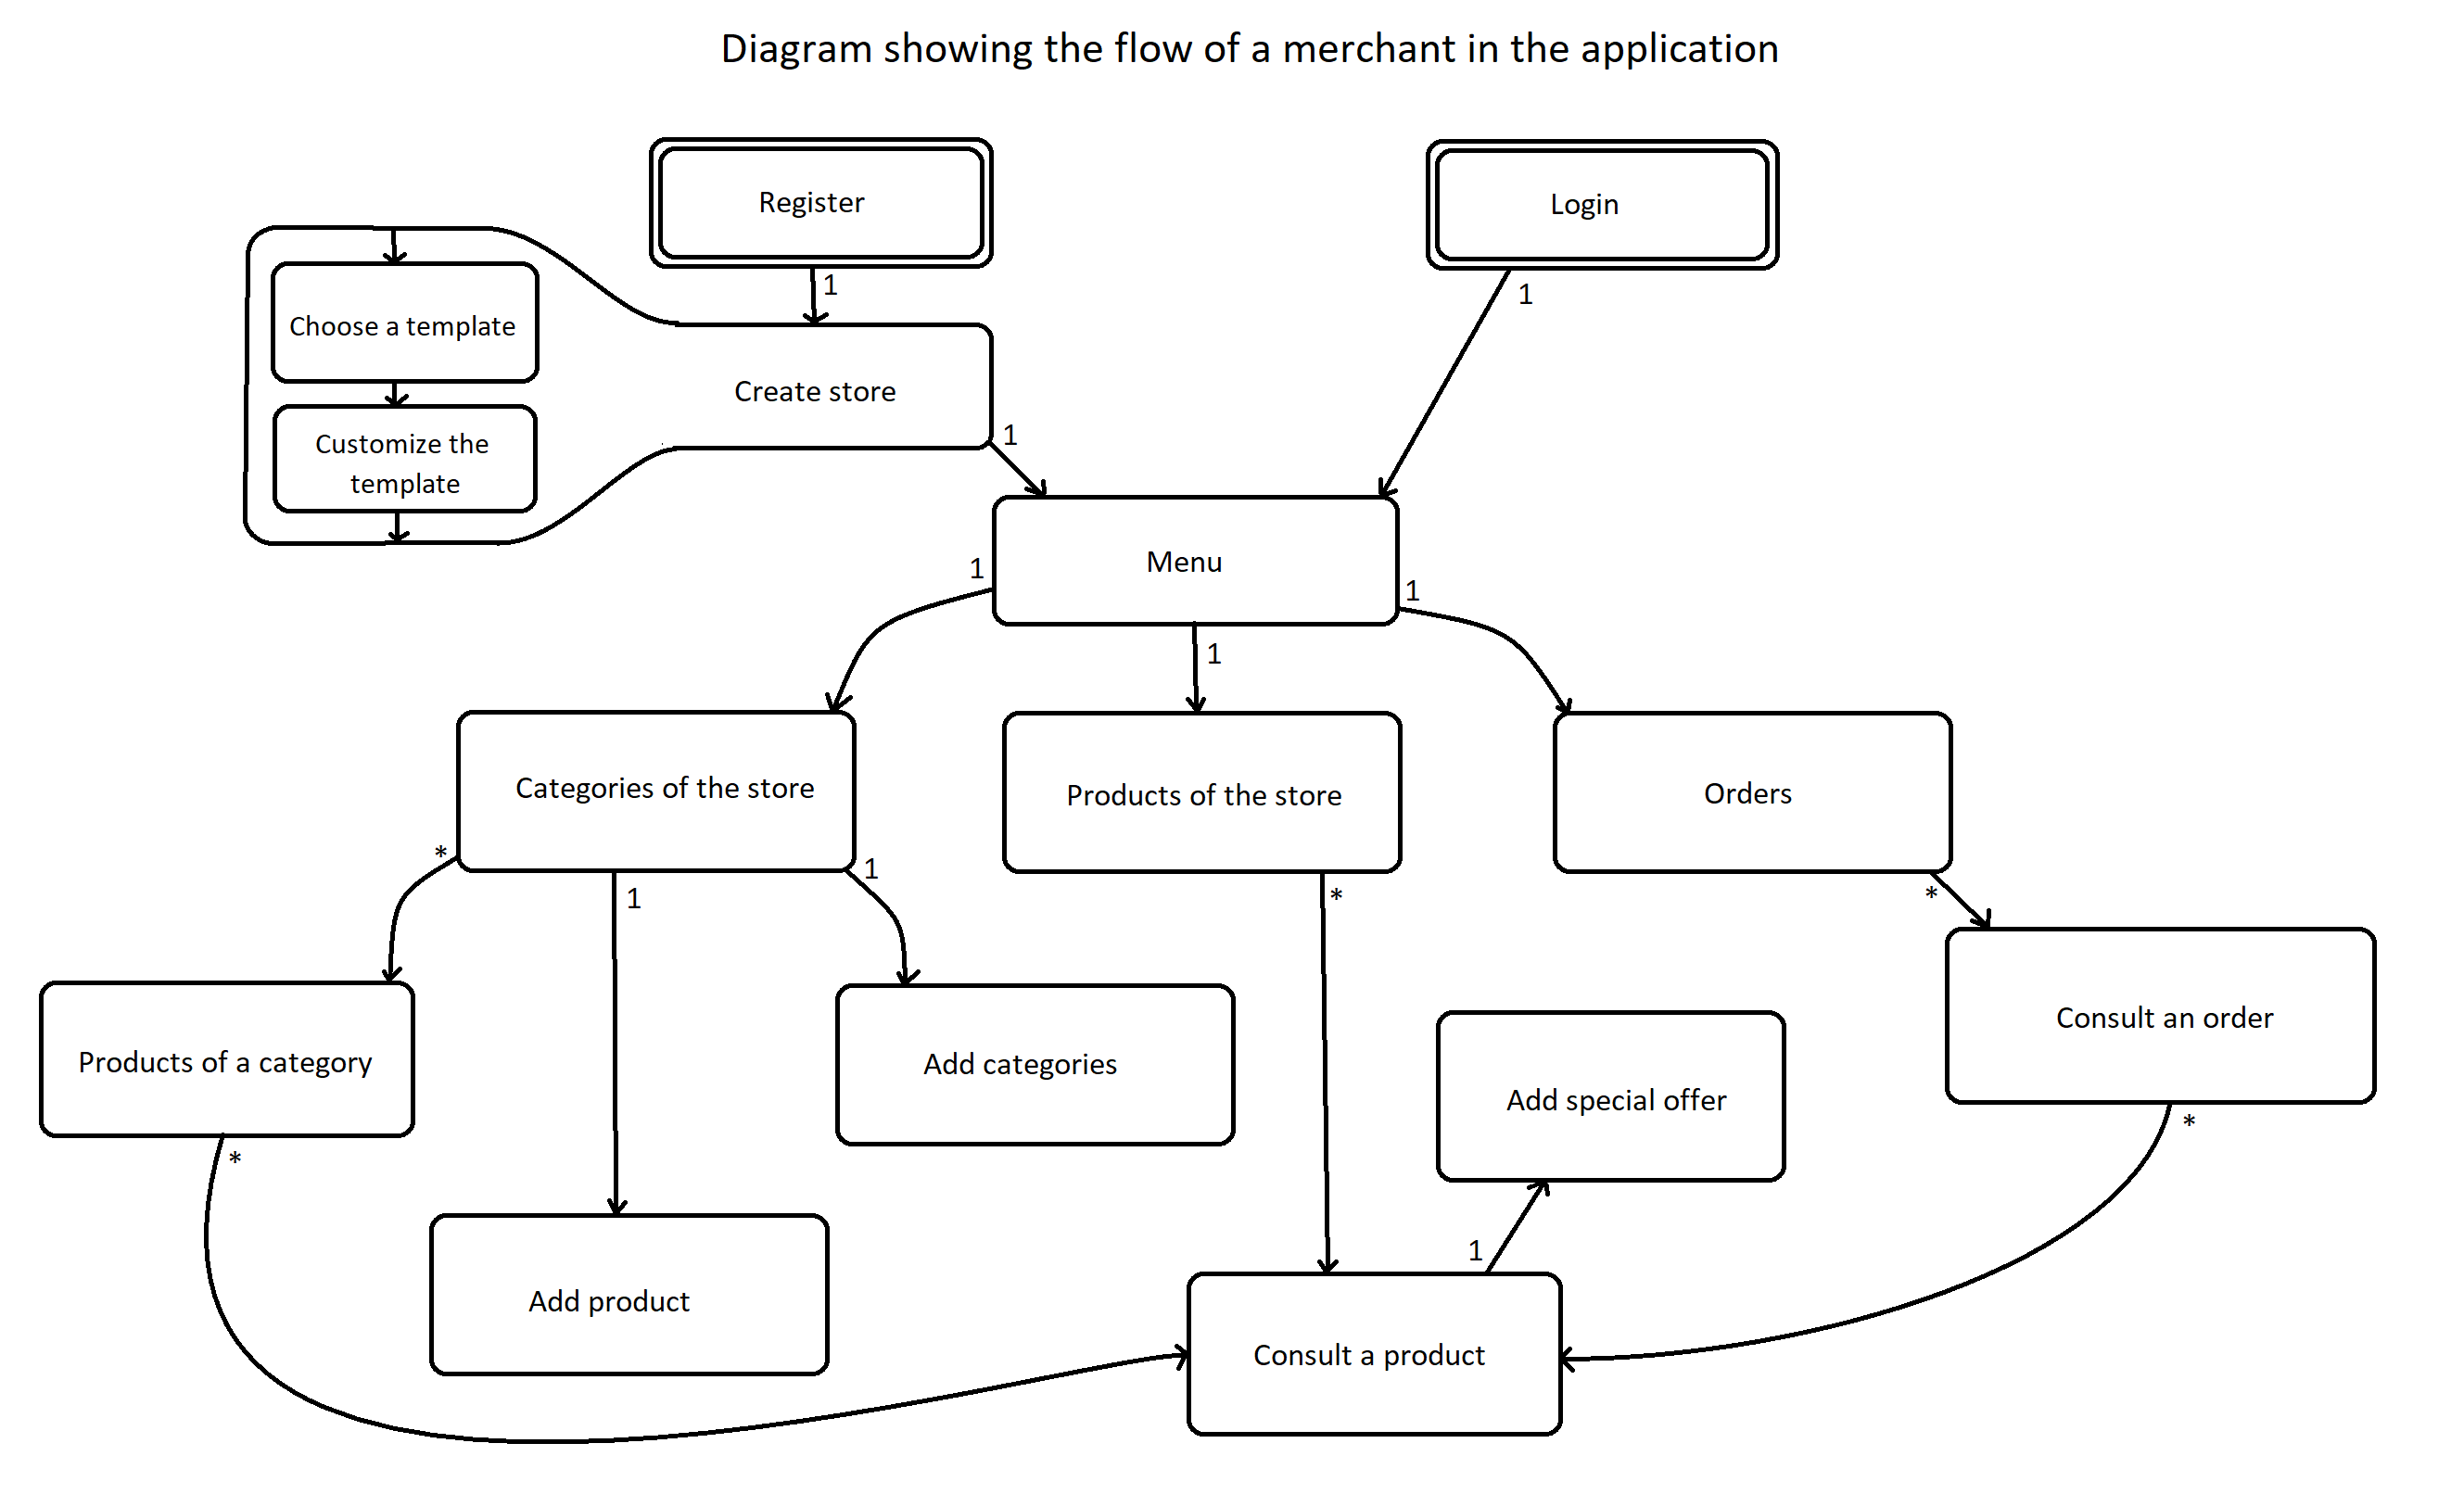 Diagram showing the flow of a merchant in the application
Register
Login
1
1
Choose a template
Create store
Customize the
template
1
Menu
1
1
1
Categories of the store
Products of the store
Orders
*
1
1
*
*
Products of a category
Add categories
Add special offer
Consult an order
*
*
Add product
1
Consult a product